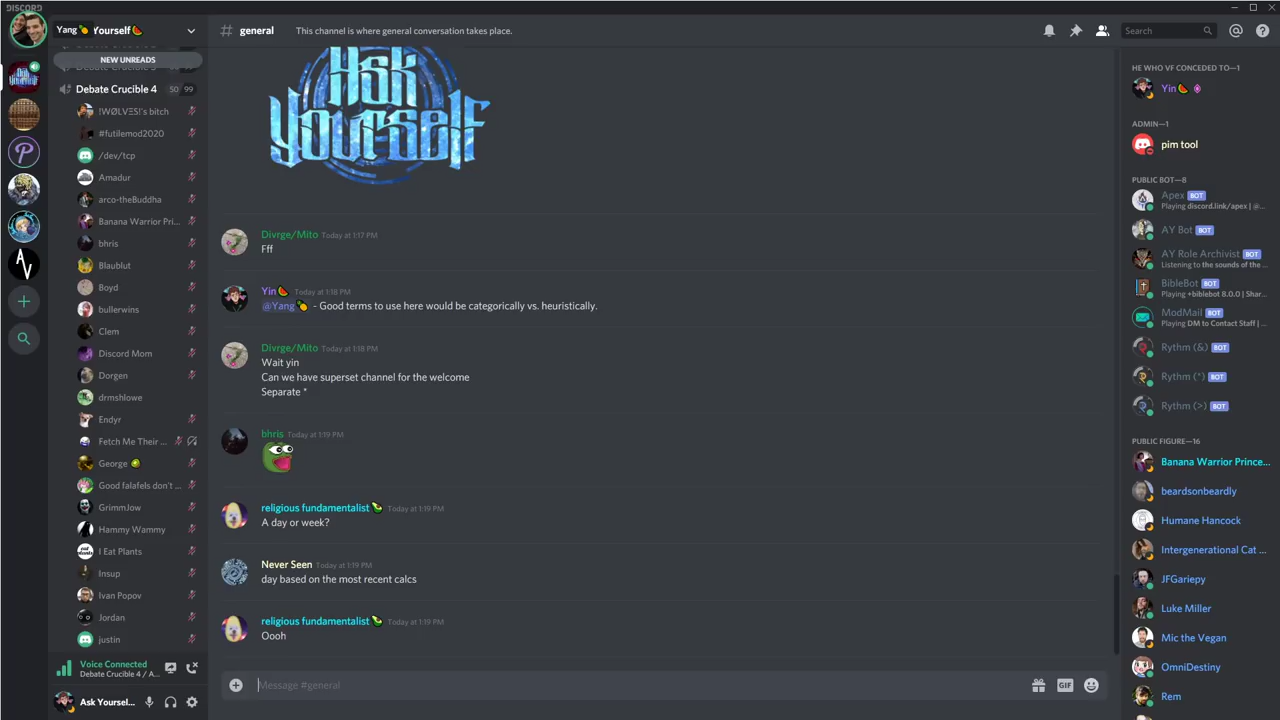 DISCORD
Yang Yourself
NEW UNREADS
Debate Crucible 4 50 99
!WØLVΞS!'s bitch
#futilemod2020
/dev/tcp
Amadur
arco-theBuddha
Banana Warrior Pri...
bhris
Blaublut
Boyd
bullerwins
Clem
Discord Mom
Dorgen
drmshlowe
Endyr
Fetch Me Their ...
George
Good falafels don't ...
GrimmJow
Hammy Wammy
I Eat Plants
Insup
Ivan Popov
Jordan
justin
Voice Connected
Debate Crucible 4 / A...
Ask Yoursel...
# general This channel is where general conversation takes place.
Search
Ask
Yourself
Divrge/Mito Today at 1:17 PM
Fff
Yin Today at 1:18 PM
@Yang - Good terms to use here would be categorically vs. heuristically.
Divrge/Mito Today at 1:18 PM
Wait yin
Can we have superset channel for the welcome
Separate *
bhris Today at 1:19 PM
religious fundamentalist Today at 1:19 PM
A day or week?
Never Seen Today at 1:19 PM
day based on the most recent calcs
religious fundamentalist Today at 1:19 PM
Oooh
Message #general
GIF
HE WHO VF CONCEDED TO—1
Yin
ADMIN—1
pim tool
PUBLIC BOT—8
Apex BOT
Playing discord.link/apex | @...
AY Bot BOT
AY Role Archivist BOT
Listening to the sounds of the ...
BibleBot BOT
Playing +biblebot 8.0.0 | Shar...
ModMail BOT
Playing DM to Contact Staff | ...
Rythm (&) BOT
Rythm (*) BOT
Rythm (>) BOT
PUBLIC FIGURE—16
Banana Warrior Prince...
beardsonbeardly
Humane Hancock
Intergenerational Cat ...
JFGariepy
Luke Miller
Mic the Vegan
OmniDestiny
Rem